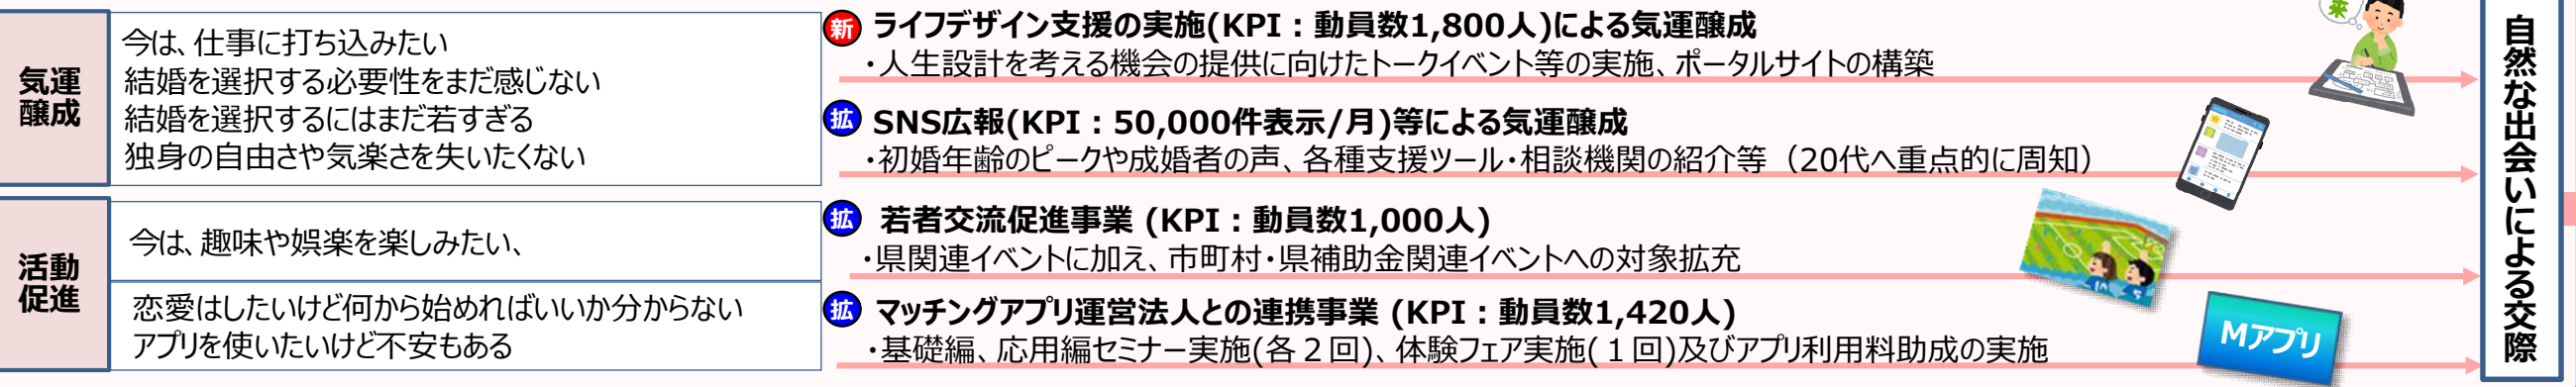 気運
醸成
今は、仕事に打ち込みたい
結婚を選択する必要性をまだ感じない
結婚を選択するにはまだ若すぎる
独身の自由さや気楽さを失いたくない
新 ライフデザイン支援の実施(KPI：動員数1,800人)による気運醸成
・人生設計を考える機会の提供に向けたトークイベント等の実施、ポータルサイトの構築
拡 SNS広報(KPI：50,000件表示/月)等による気運醸成
・初婚年齢のピークや成婚者の声、各種支援ツール・相談機関の紹介等（20代へ重点的に周知）
活動
促進
今は、趣味や娯楽を楽しみたい、
恋愛はしたいけど何から始めればいいか分からない
アプリを使いたいけど不安もある
拡 若者交流促進事業 (KPI：動員数1,000人)
・県関連イベントに加え、市町村・県補助金関連イベントへの対象拡充
拡 マッチングアプリ運営法人との連携事業 (KPI：動員数1,420人)
・基礎編、応用編セミナー実施(各２回)、体験フェア実施(１回)及びアプリ利用料助成の実施
来
Mアプリ
自然な出会いによる交際